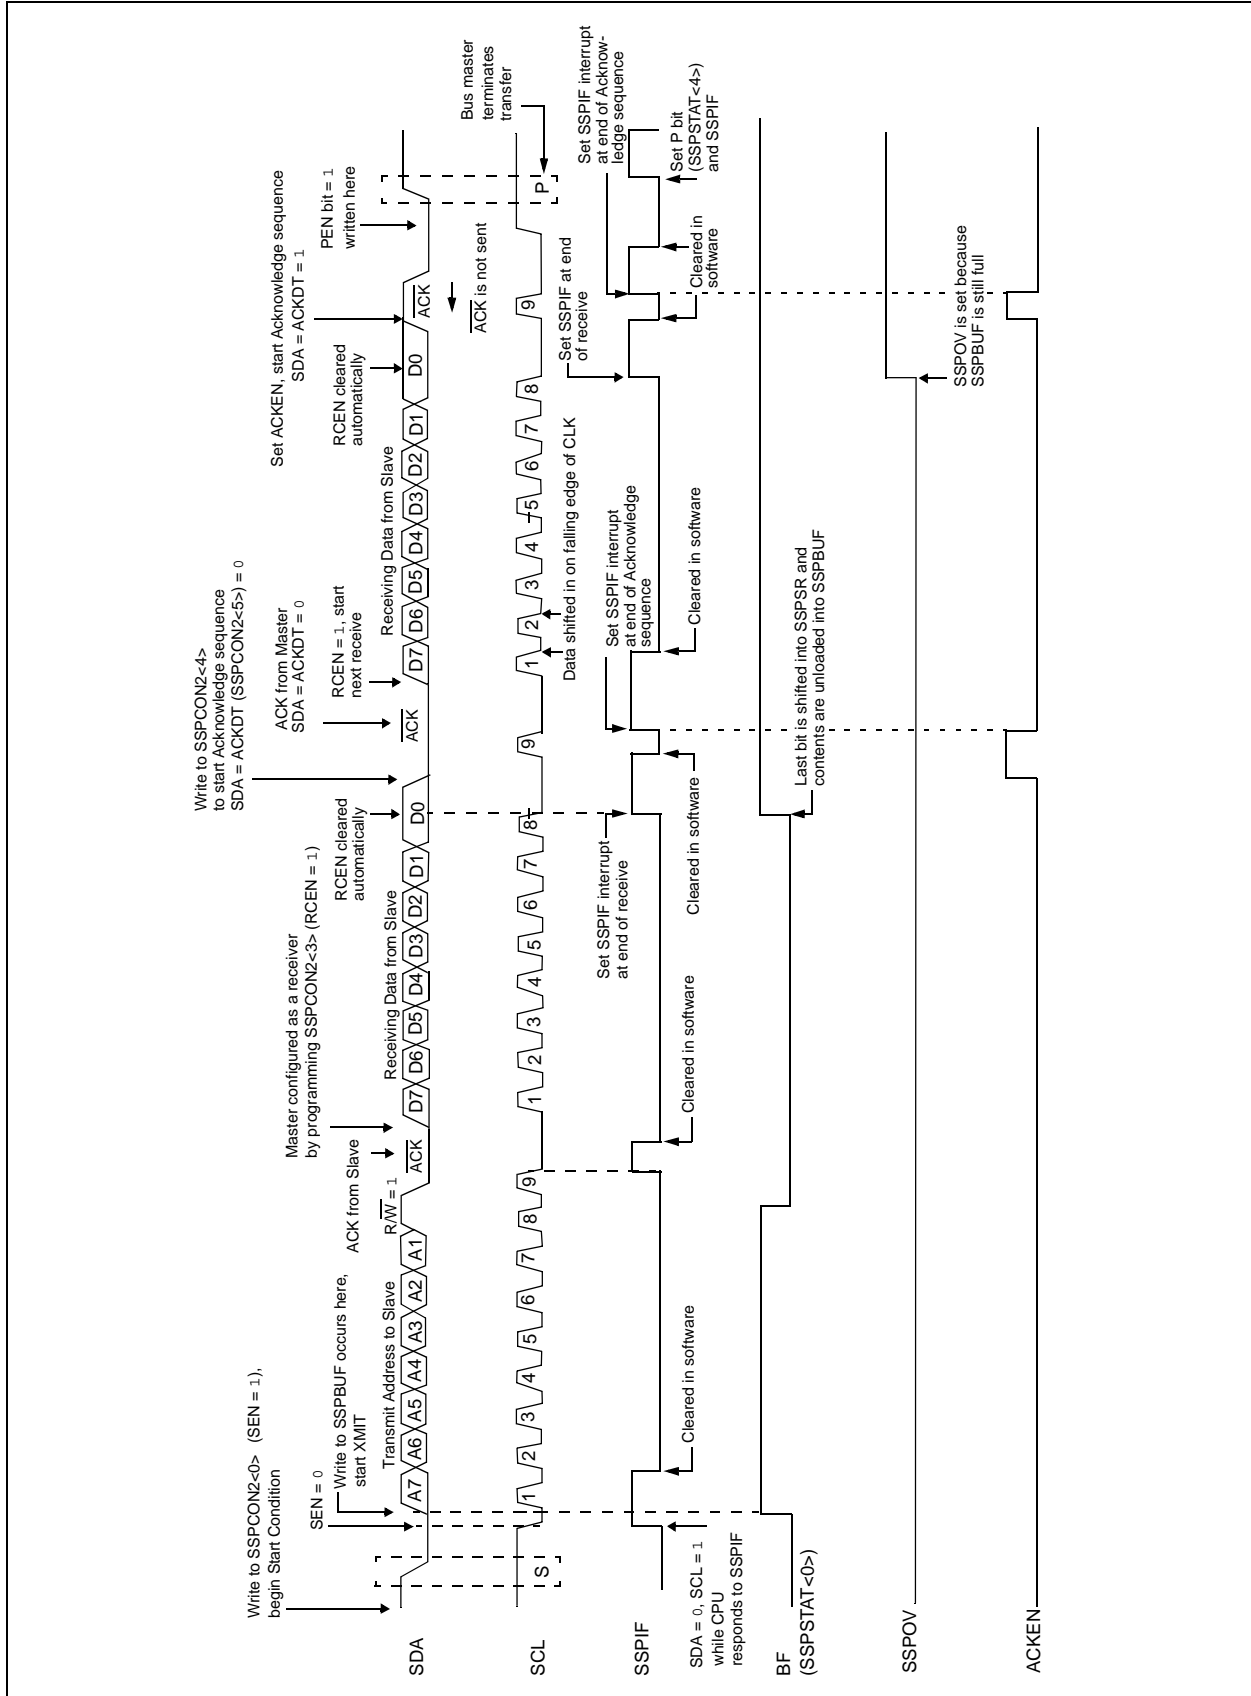 Write to SSPCON2<0> (SEN = 1),
begin Start Condition
SEN = 0
Write to SSPBUF occurs here,
start XMIT
Transmit Address to Slave
R/W = 1
ACK from Slave
Master configured as a receiver
by programming SSPCON2<3> (RCEN = 1)
Receiving Data from Slave
RCEN cleared
automatically
Write to SSPCON2<4>
to start Acknowledge sequence
SDA = ACKDT (SSPCON2<5>) = 0
ACK from Master
SDA = ACKDT = 0
RCEN = 1, start
next receive
Receiving Data from Slave
RCEN cleared
automatically
Set ACKEN, start Acknowledge sequence
SDA = ACKDT = 1
PEN bit = 1
written here
SDA
A7 A6 A5 A4 A3 A2 A1
ACK
D7 D6 D5 D4 D3 D2 D1 D0
ACK
D7 D6 D5 D4 D3 D2 D1 D0
ACK
ACK is not sent
Bus master
terminates
transfer
SCL
S
1 2 3 4 5 6 7 8 9
1 2 3 4 5 6 7 8 9
1 2 3 4 5 6 7 8 9
P
Data shifted in on falling edge of CLK
Set SSPIF interrupt
at end of receive
Set SSPIF interrupt
at end of Acknowledge
sequence
Set SSPIF at end
of receive
Set SSPIF interrupt
at end of Acknow-
ledge sequence
SSPIF
SDA = 0, SCL = 1
while CPU
responds to SSPIF
Cleared in software
Cleared in software
Cleared in software
Cleared in software
Cleared in
software
Set P bit
(SSPSTAT<4>)
and SSPIF
BF
(SSPSTAT<0>)
Last bit is shifted into SSPSR and
contents are unloaded into SSPBUF
SSPOV
SSPOV is set because
SSPBUF is still full
ACKEN